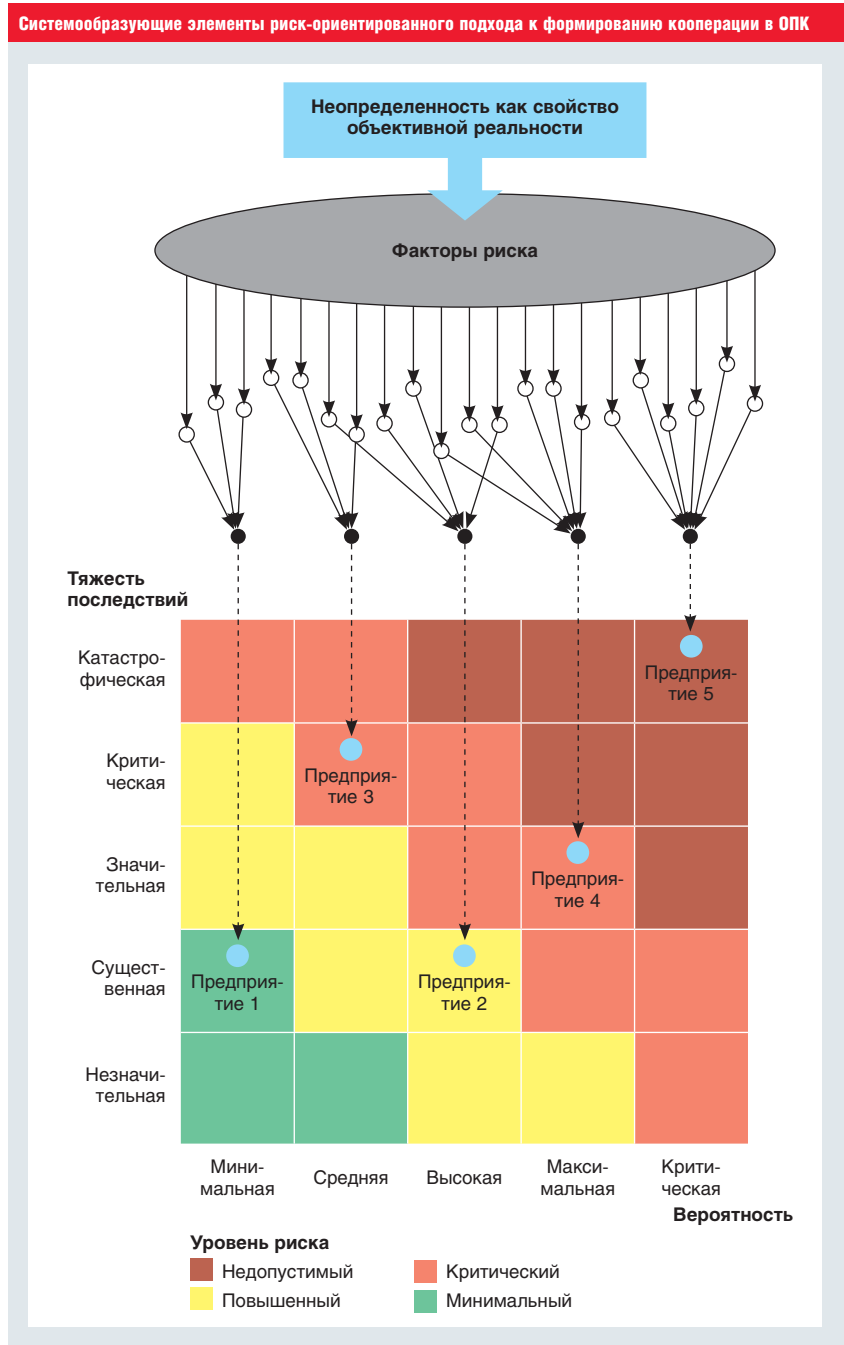 Системообразующие элементы риск-ориентированного подхода к формированию кооперации в ОПК
Неопределенность как свойство
объективной реальности
Факторы риска
Тяжесть
последствий
Катастро-
фическая
Предприя-
тие 5
Крити-
ческая
Предприя-
тие 3
Значи-
тельная
Предприя-
тие 4
Сущест-
венная
Предприя-
тие 1
Предприя-
тие 2
Незначи-
тельная
Мини-
мальная
Средняя
Высокая
Макси-
мальная
Крити-
ческая
Вероятность
Уровень риска
Недопустимый
Критический
Повышенный
Минимальный